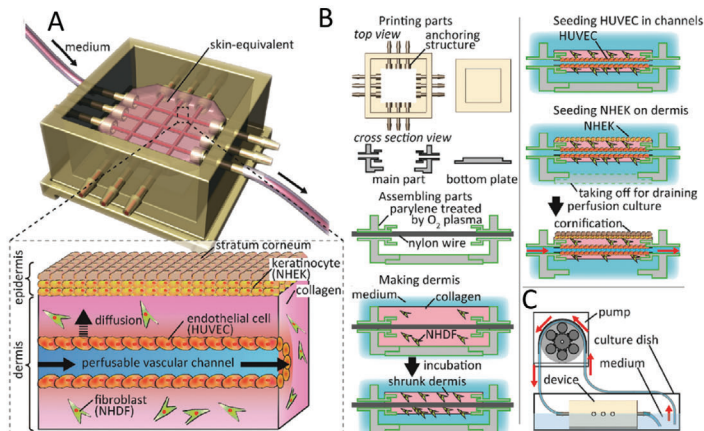 A
medium
skin-equivalent
stratum corneum
keratinocyte
(NHEK)
collagen
epidermis
dermis
diffusion
endothelial cell
(HUVEC)
perfusable vascular channel
fibroblast
(NHDF)
B
Printing parts
top view
anchoring
structure
cross section view
main part
bottom plate
Assembling parts
parylene treated
by O2 plasma
nylon wire
Making dermis
medium
collagen
NHDF
incubation
shrunk dermis
Seeding HUVEC in channels
HUVEC
Seeding NHEK on dermis
NHEK
taking off for draining
perfusion culture
cornification
C
pump
culture dish
medium
device